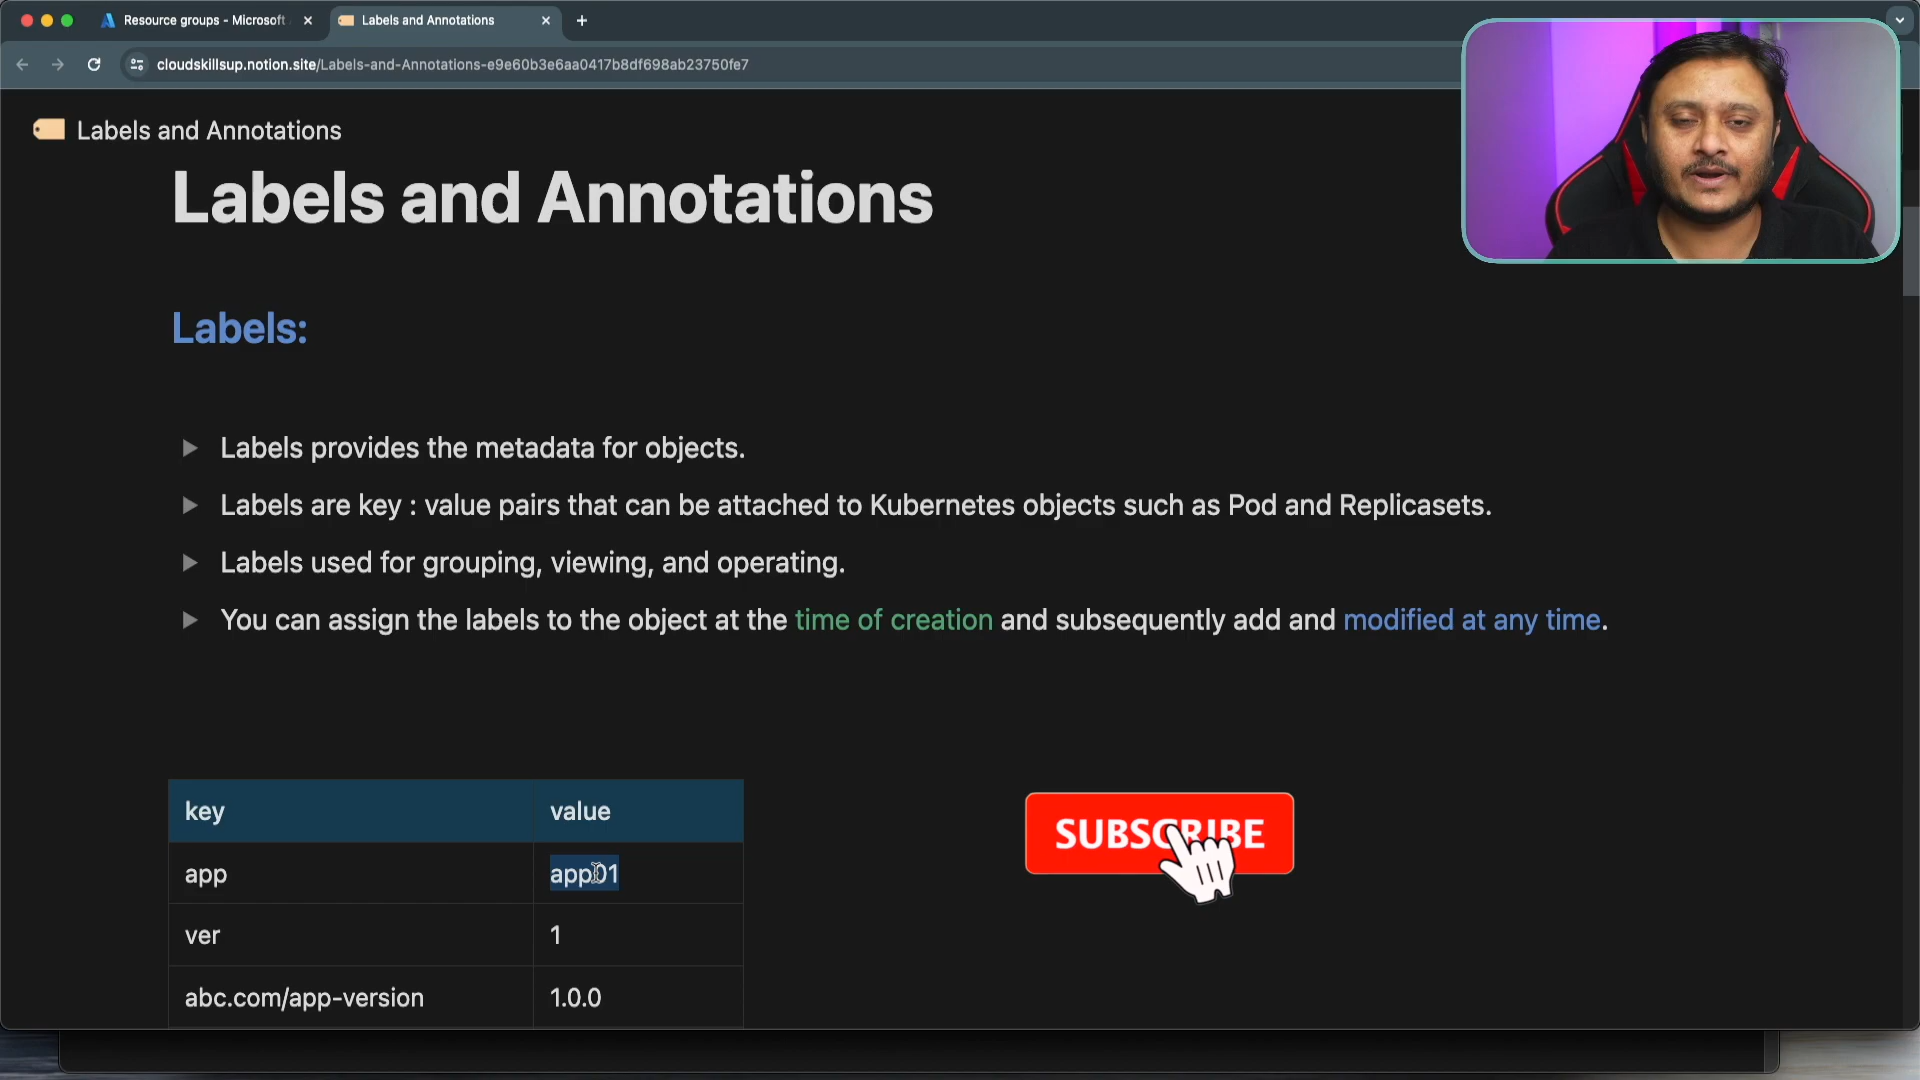 Resource groups - Microsoft
Labels and Annotations
cloudskillsup.notion.site/Labels-and-Annotations-e9e60b3e6aa0417b8df698ab23750fe7
Labels and Annotations
Labels and Annotations
Labels:
Labels provides the metadata for objects.
Labels are key : value pairs that can be attached to Kubernetes objects such as Pod and Replicasets.
Labels used for grouping, viewing, and operating.
You can assign the labels to the object at the time of creation and subsequently add and modified at any time.
key value
app app01
ver 1
abc.com/app-version 1.0.0
SUBSCRIBE